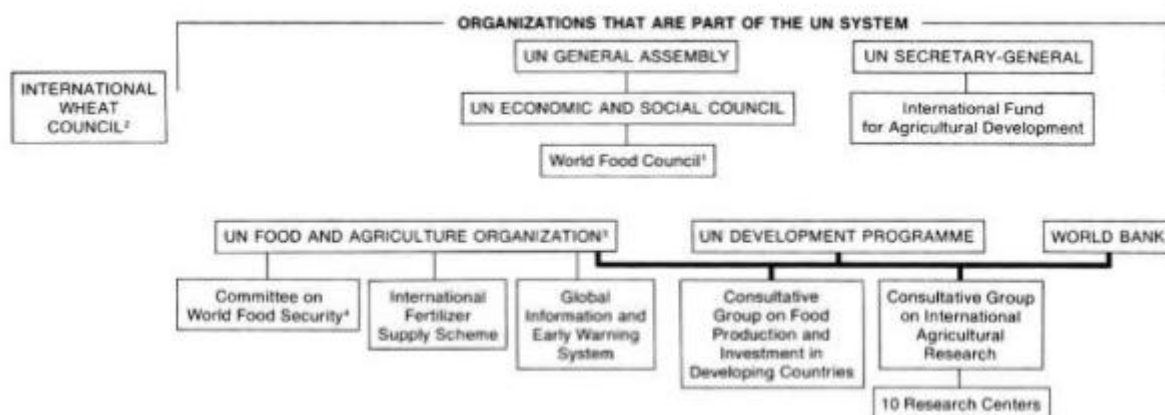 ORGANIZATIONS THAT ARE PART OF THE UN SYSTEM
INTERNATIONAL
WHEAT
COUNCIL²
UN GENERAL ASSEMBLY
UN SECRETARY-GENERAL
UN ECONOMIC AND SOCIAL COUNCIL
International Fund
for Agricultural Development
World Food Council¹
UN FOOD AND AGRICULTURE ORGANIZATION³
UN DEVELOPMENT PROGRAMME
WORLD BANK
Committee on
World Food Security⁴
International
Fertilizer
Supply Scheme
Global
Information and
Early Warning
System
Consultative
Group on Food
Production and
Investment in
Developing Countries
Consultative Group
on International
Agricultural
Research
10 Research Centers